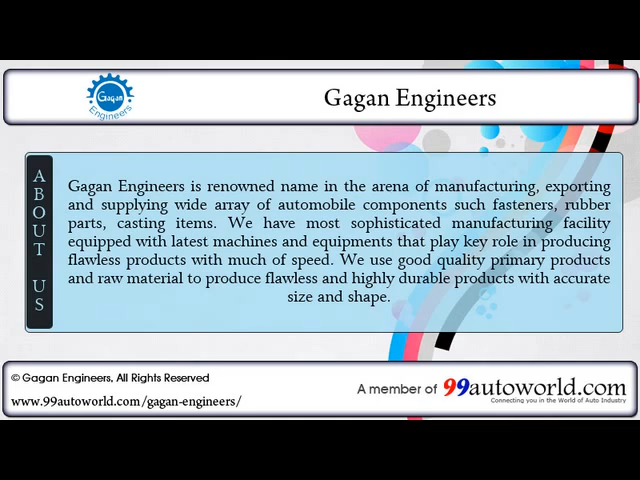 Gagan
Engineers
Gagan Engineers
ABOUT US
Gagan Engineers is renowned name in the arena of manufacturing, exporting
and supplying wide array of automobile components such fasteners, rubber
parts, casting items. We have most sophisticated manufacturing facility
equipped with latest machines and equipments that play key role in producing
flawless products with much of speed. We use good quality primary products
and raw material to produce flawless and highly durable products with accurate
size and shape.
© Gagan Engineers, All Rights Reserved
www.99autoworld.com/gagan-engineers/
A member of 99autoworld.com
Connecting you in the World of Auto Industry